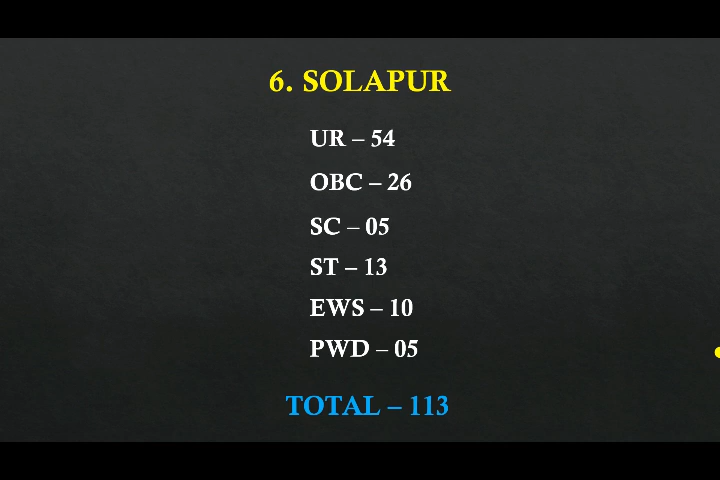 6. SOLAPUR
UR – 54
OBC – 26
SC – 05
ST – 13
EWS – 10
PWD – 05
TOTAL – 113